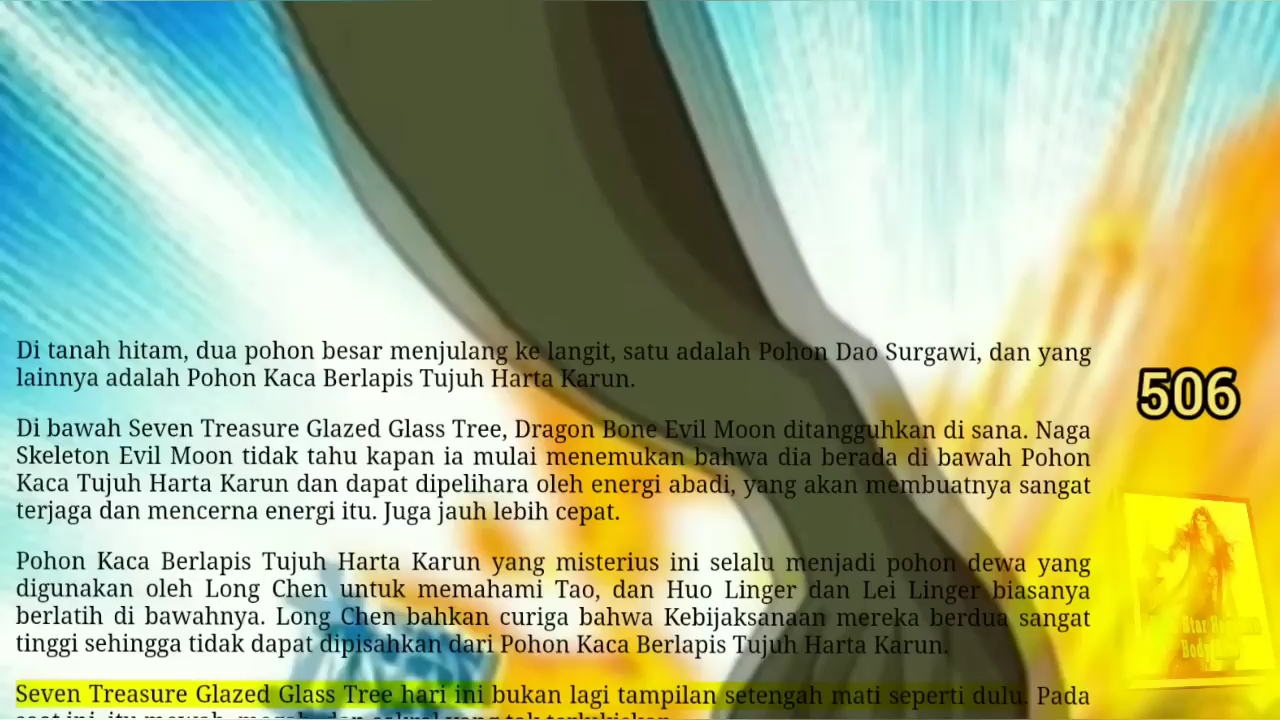 Di tanah hitam, dua pohon besar menjulang ke langit, satu adalah Pohon Dao Surgawi, dan yang
lainnya adalah Pohon Kaca Berlapis Tujuh Harta Karun.
506
Di bawah Seven Treasure Glazed Glass Tree, Dragon Bone Evil Moon ditangguhkan di sana. Naga
Skeleton Evil Moon tidak tahu kapan ia mulai menemukan bahwa dia berada di bawah Pohon
Kaca Tujuh Harta Karun dan dapat dipelihara oleh energi abadi, yang akan membuatnya sangat
terjaga dan mencerna energi itu. Juga jauh lebih cepat.
Pohon Kaca Berlapis Tujuh Harta Karun yang misterius ini selalu menjadi pohon dewa yang
digunakan oleh Long Chen untuk memahami Tao, dan Huo Linger dan Lei Linger biasanya
berlatih di bawahnya. Long Chen bahkan curiga bahwa Kebijaksanaan mereka berdua sangat
tinggi sehingga tidak dapat dipisahkan dari Pohon Kaca Berlapis Tujuh Harta Karun.
Star
Body
Seven Treasure Glazed Glass Tree hari ini bukan lagi tampilan setengah mati seperti dulu. Pada